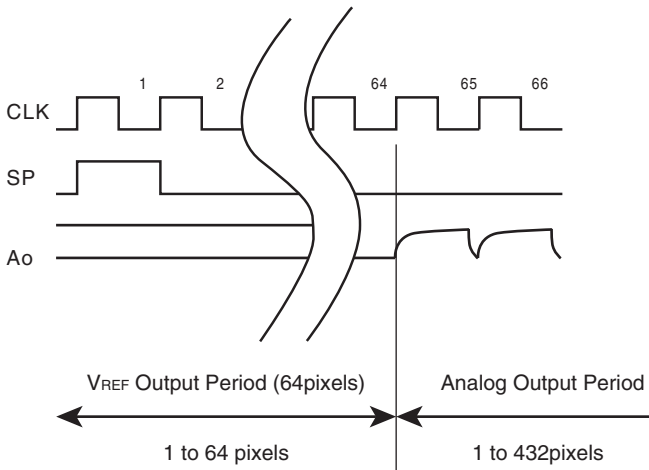 1 2 64 65 66
CLK
SP
Ao
VREF Output Period (64pixels) Analog Output Period
1 to 64 pixels 1 to 432pixels